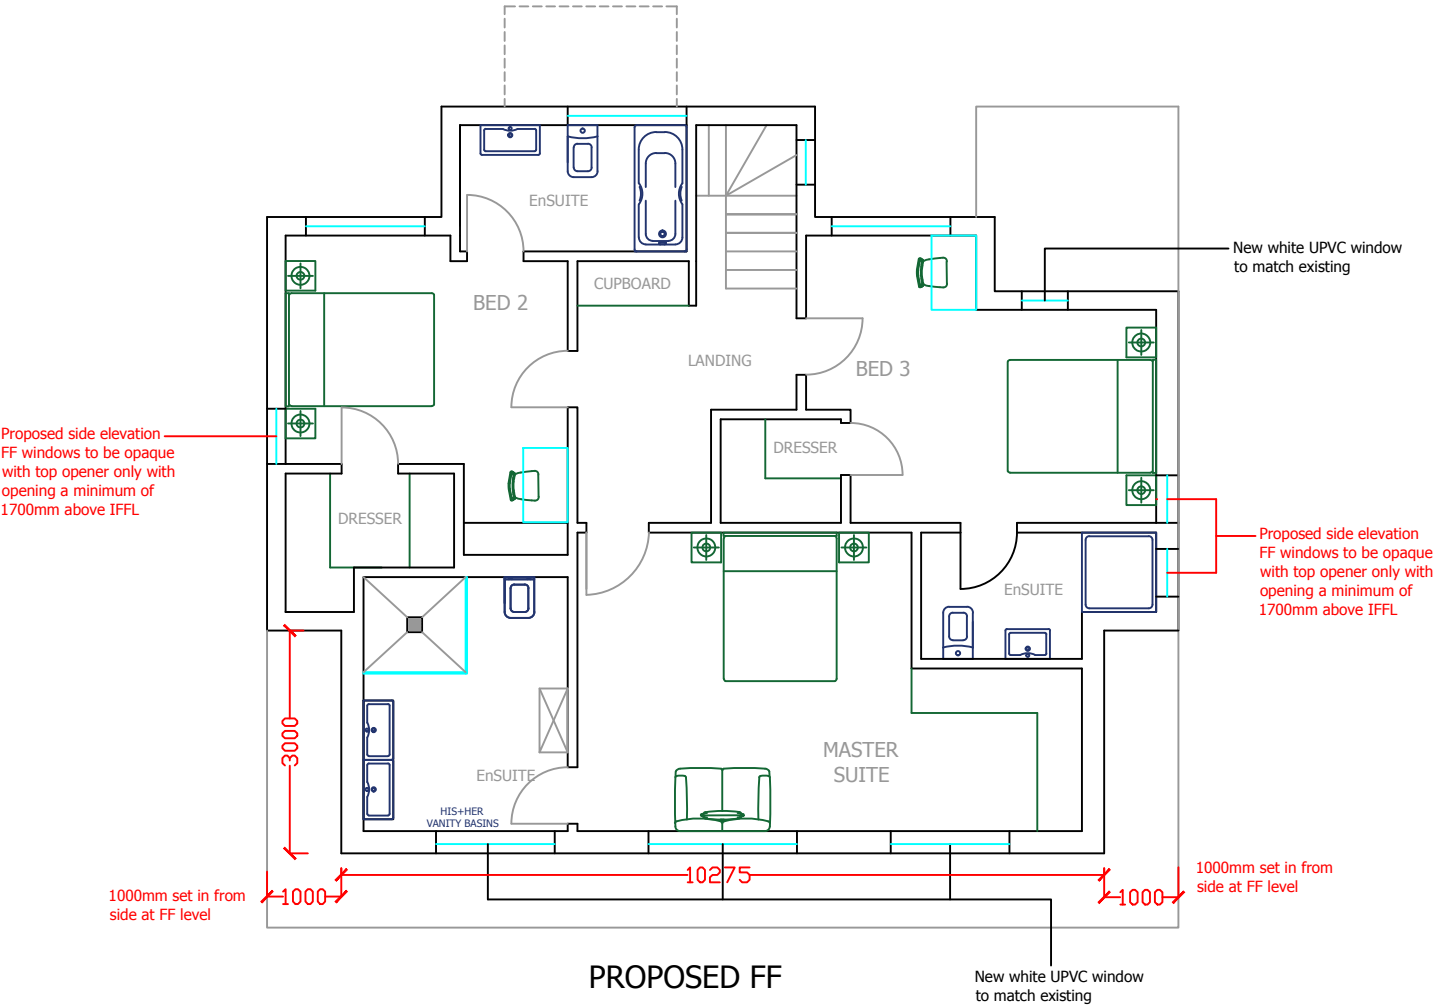 EnSUITE
New white UPVC window
to match existing
CUPBOARD
BED 2
LANDING
BED 3
Proposed side elevation
FF windows to be opaque
with top opener only with
opening a minimum of
1700mm above IFFL
DRESSER
DRESSER
Proposed side elevation
FF windows to be opaque
with top opener only with
opening a minimum of
1700mm above IFFL
EnSUITE
3000
MASTER
SUITE
EnSUITE
HIS+HER
VANITY BASINS
10275
1000mm set in from
side at FF level
1000
1000
1000mm set in from
side at FF level
PROPOSED FF
New white UPVC window
to match existing